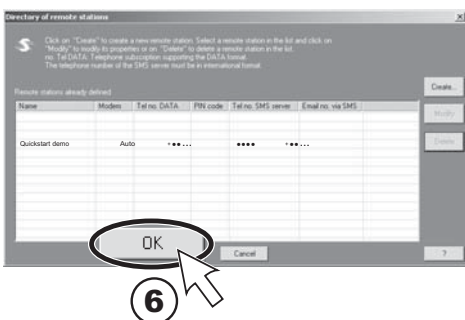 Directory of remote stations
Click on "Create" to create a new remote station. Select a remote station in the list and click on
"Modify" to modify its properties or on "Delete" to delete a remote station in the list.
no. Tel DATA: Telephone subscription supporting the DATA format.
The telephone number of the SMS server must be in international format.
Remote stations already defined
Name Modem Tel no. DATA PIN code Tel no. SMS server Email no. via SMS
Create...
Modify
Quickstart demo Auto +●●... ●●●● +●●...
Delete
OK
Cancel
?
6